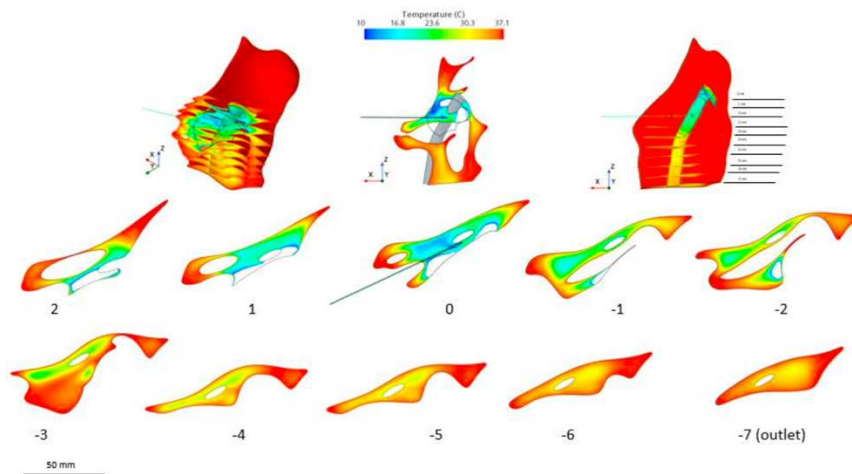 Temperature (C)
10 16.8 23.6 30.3 37.1
X Z Y
X Z Y
X Z Y
2 1 0 -1 -2
-3 -4 -5 -6 -7 (outlet)
50 mm